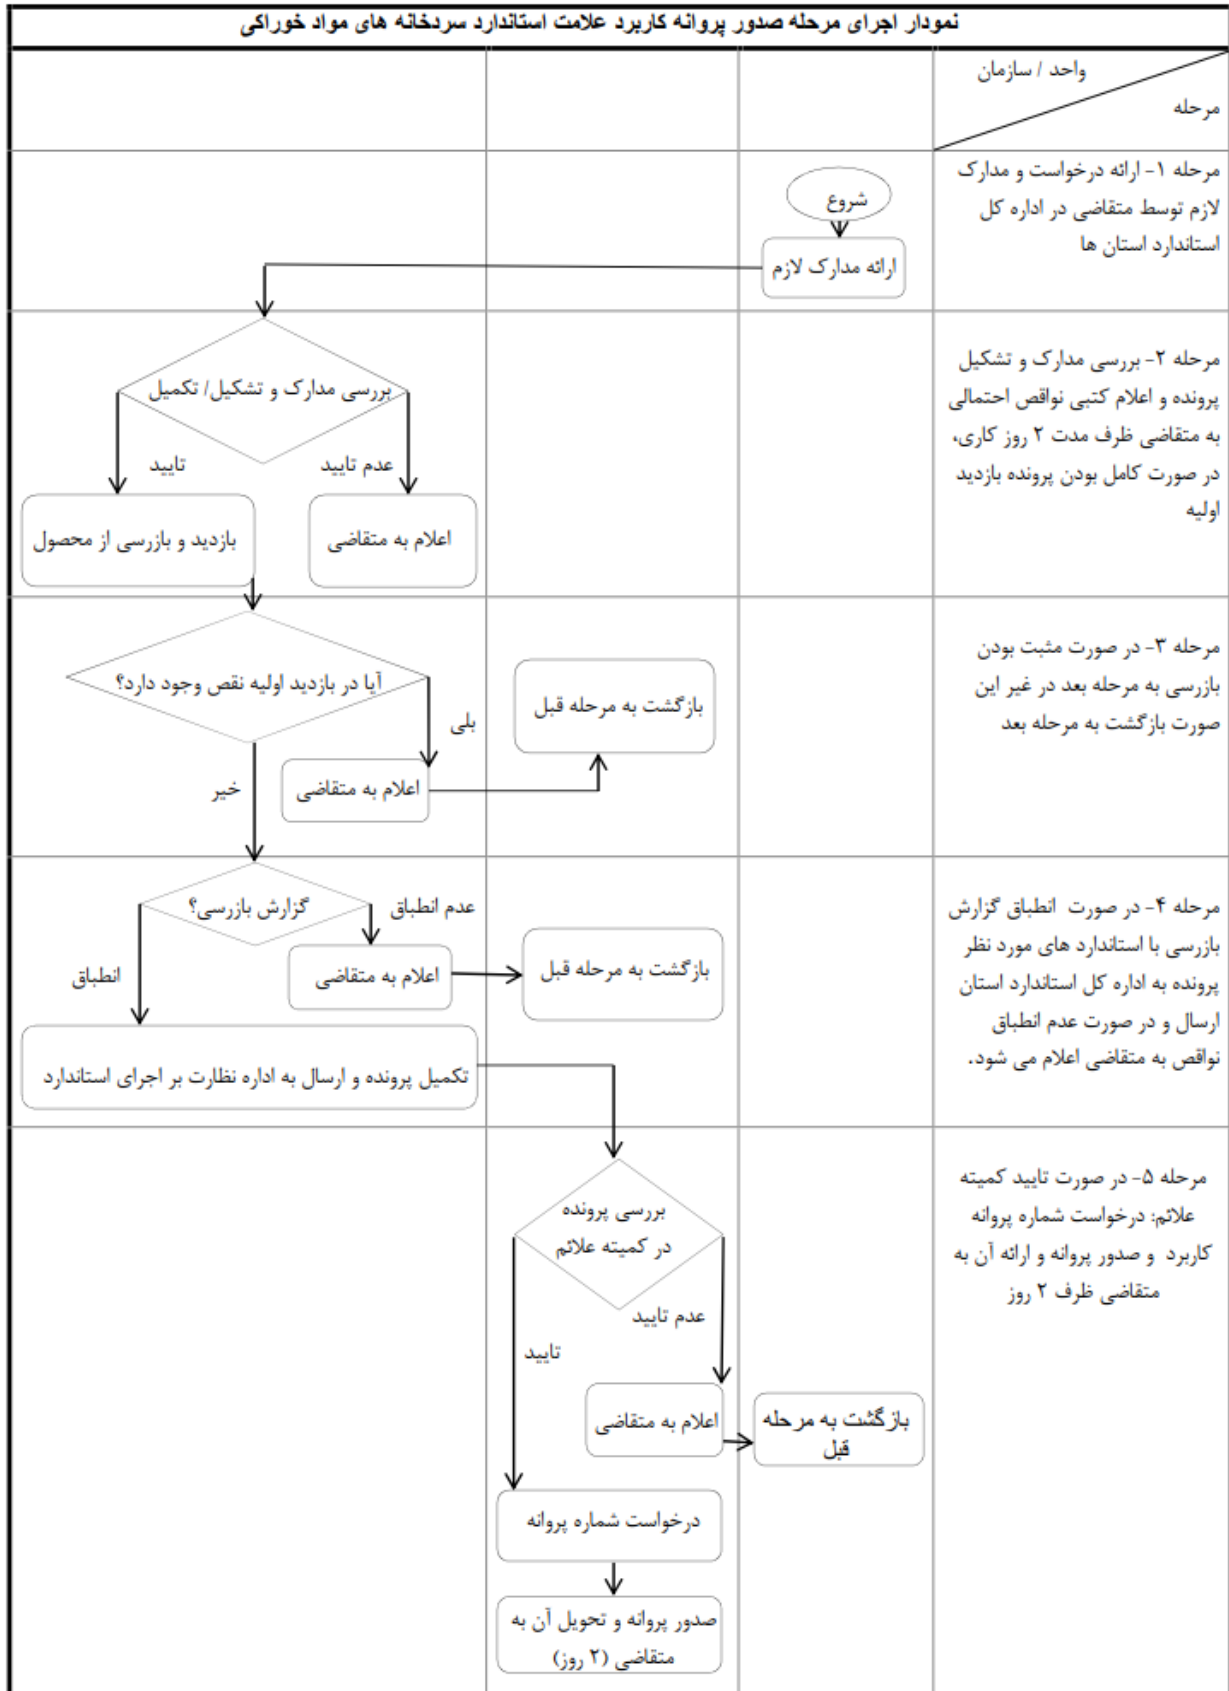 نمودار اجرای مرحله صدور پروانه کاربرد علامت استاندارد سردخانه های مواد خوراکی
واحد / سازمان
مرحله
مرحله ۱- ارائه درخواست و مدارک
لازم توسط متقاضی در اداره کل
استاندارد استان ها
شروع
ارائه مدارک لازم
مرحله ۲- بررسی مدارک و تشکیل
پرونده و اعلام کتبی نواقص احتمالی
به متقاضی ظرف مدت ۲ روز کاری،
در صورت کامل بودن پرونده بازدید
اولیه
بررسی مدارک و تشکیل/ تکمیل
عدم تایید
تایید
اعلام به متقاضی
بازدید و بازرسی از محصول
مرحله ۳- در صورت مثبت بودن
بازرسی به مرحله بعد در غیر این
صورت بازگشت به مرحله بعد
آیا در بازدید اولیه نقص وجود دارد؟
بلی
خیر
بازگشت به مرحله قبل
اعلام به متقاضی
مرحله ۴- در صورت انطباق گزارش
بازرسی با استاندارد های مورد نظر
پرونده به اداره کل استاندارد استان
ارسال و در صورت عدم انطباق
نواقص به متقاضی اعلام می شود.
گزارش بازرسی؟
عدم انطباق
انطباق
اعلام به متقاضی
بازگشت به مرحله قبل
تکمیل پرونده و ارسال به اداره نظارت بر اجرای استاندارد
مرحله ۵- در صورت تایید کمیته
علائم: درخواست شماره پروانه
کاربرد و صدور پروانه و ارائه آن به
متقاضی ظرف ۲ روز
بررسی پرونده
در کمیته علائم
عدم تایید
تایید
اعلام به متقاضی
بازگشت به مرحله
قبل
درخواست شماره پروانه
صدور پروانه و تحویل آن به
متقاضی (۲ روز)